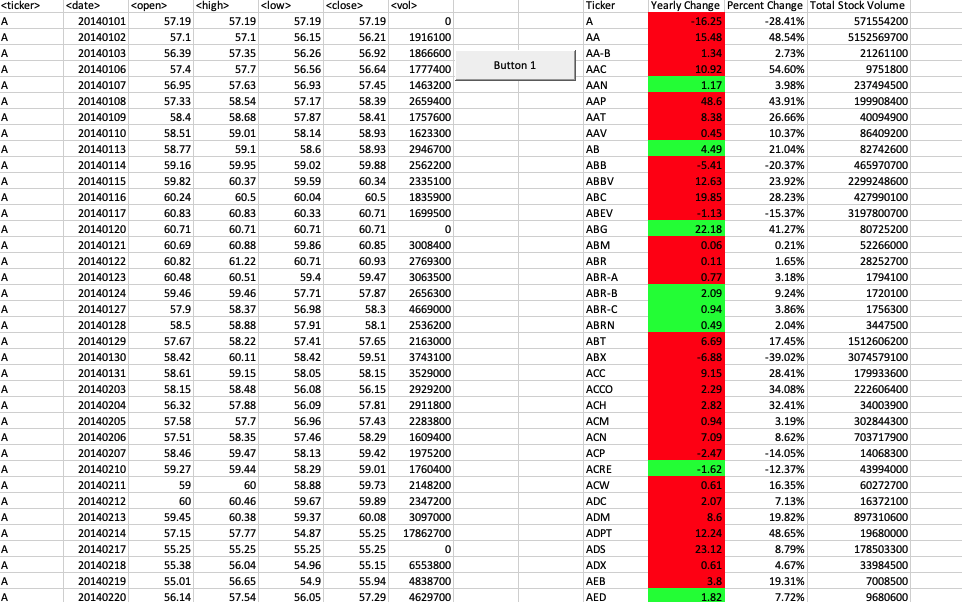 <ticker> <date> <open> <high> <low> <close> <vol> Ticker Yearly Change Percent Change Total Stock Volume
A 20140101 57.19 57.19 57.19 57.19 0 A -16.25 -28.41% 571554200
A 20140102 57.1 57.1 56.15 56.21 1916100 AA 15.48 48.54% 5152569700
A 20140103 56.39 57.35 56.26 56.92 1866600 AA-B 1.34 2.73% 21261100
Button 1
A 20140106 57.4 57.7 56.56 56.64 1777400 AAC 10.92 54.60% 9751800
A 20140107 56.95 57.63 56.93 57.45 1463200 AAN 1.17 3.98% 237494500
A 20140108 57.33 58.54 57.17 58.39 2659400 AAP 48.6 43.91% 199908400
A 20140109 58.4 58.68 57.87 58.41 1757600 AAT 8.38 26.66% 40094900
A 20140110 58.51 59.01 58.14 58.93 1623300 AAV 0.45 10.37% 86409200
A 20140113 58.77 59.1 58.6 58.93 2946700 AB 4.49 21.04% 82742600
A 20140114 59.16 59.95 59.02 59.88 2562200 ABB -5.41 -20.37% 465970700
A 20140115 59.82 60.37 59.59 60.34 2335100 ABBV 12.63 23.92% 2299248600
A 20140116 60.24 60.5 60.04 60.5 1835900 ABC 19.85 28.23% 427990100
A 20140117 60.83 60.83 60.33 60.71 1699500 ABEV -1.13 -15.37% 3197800700
A 20140120 60.71 60.71 60.71 60.71 0 ABG 22.18 41.27% 80725200
A 20140121 60.69 60.88 59.86 60.85 3008400 ABM 0.06 0.21% 52266000
A 20140122 60.82 61.22 60.71 60.93 2769300 ABR 0.11 1.65% 28252700
A 20140123 60.48 60.51 59.4 59.47 3063500 ABR-A 0.77 3.18% 1794100
A 20140124 59.46 59.46 57.71 57.87 2656300 ABR-B 2.09 9.24% 1720100
A 20140127 57.9 58.37 56.98 58.3 4669000 ABR-C 0.94 3.86% 1756300
A 20140128 58.5 58.88 57.91 58.1 2536200 ABRN 0.49 2.04% 3447500
A 20140129 57.67 58.22 57.41 57.65 2163000 ABT 6.69 17.45% 1512606200
A 20140130 58.42 60.11 58.42 59.51 3743100 ABX -6.88 -39.02% 3074579100
A 20140131 58.61 59.15 58.05 58.15 3529000 ACC 9.15 28.41% 179933600
A 20140203 58.15 58.48 56.08 56.15 2929200 ACCO 2.29 34.08% 222606400
A 20140204 56.32 57.88 56.09 57.81 2911800 ACH 2.82 32.41% 34003900
A 20140205 57.58 57.7 56.96 57.43 2283800 ACM 0.94 3.19% 302844300
A 20140206 57.51 58.35 57.46 58.29 1609400 ACN 7.09 8.62% 703717900
A 20140207 58.46 59.47 58.13 59.42 1975200 ACP -2.47 -14.05% 14068300
A 20140210 59.27 59.44 58.29 59.01 1760400 ACRE -1.62 -12.37% 43994000
A 20140211 59 60 58.88 59.73 2148200 ACW 0.61 16.35% 60272700
A 20140212 60 60.46 59.67 59.89 2347200 ADC 2.07 7.13% 16372100
A 20140213 59.45 60.38 59.37 60.08 3097000 ADM 8.6 19.82% 897310600
A 20140214 57.15 57.77 54.87 55.25 17862700 ADPT 12.24 48.65% 19680000
A 20140217 55.25 55.25 55.25 55.25 0 ADS 23.12 8.79% 178503300
A 20140218 55.38 56.04 54.96 55.15 6553800 ADX 0.61 4.67% 33984500
A 20140219 55.01 56.65 54.9 55.94 4838700 AEB 3.8 19.31% 7008500
A 20140220 56.14 57.54 56.05 57.29 4629700 AED 1.82 7.72% 9680600